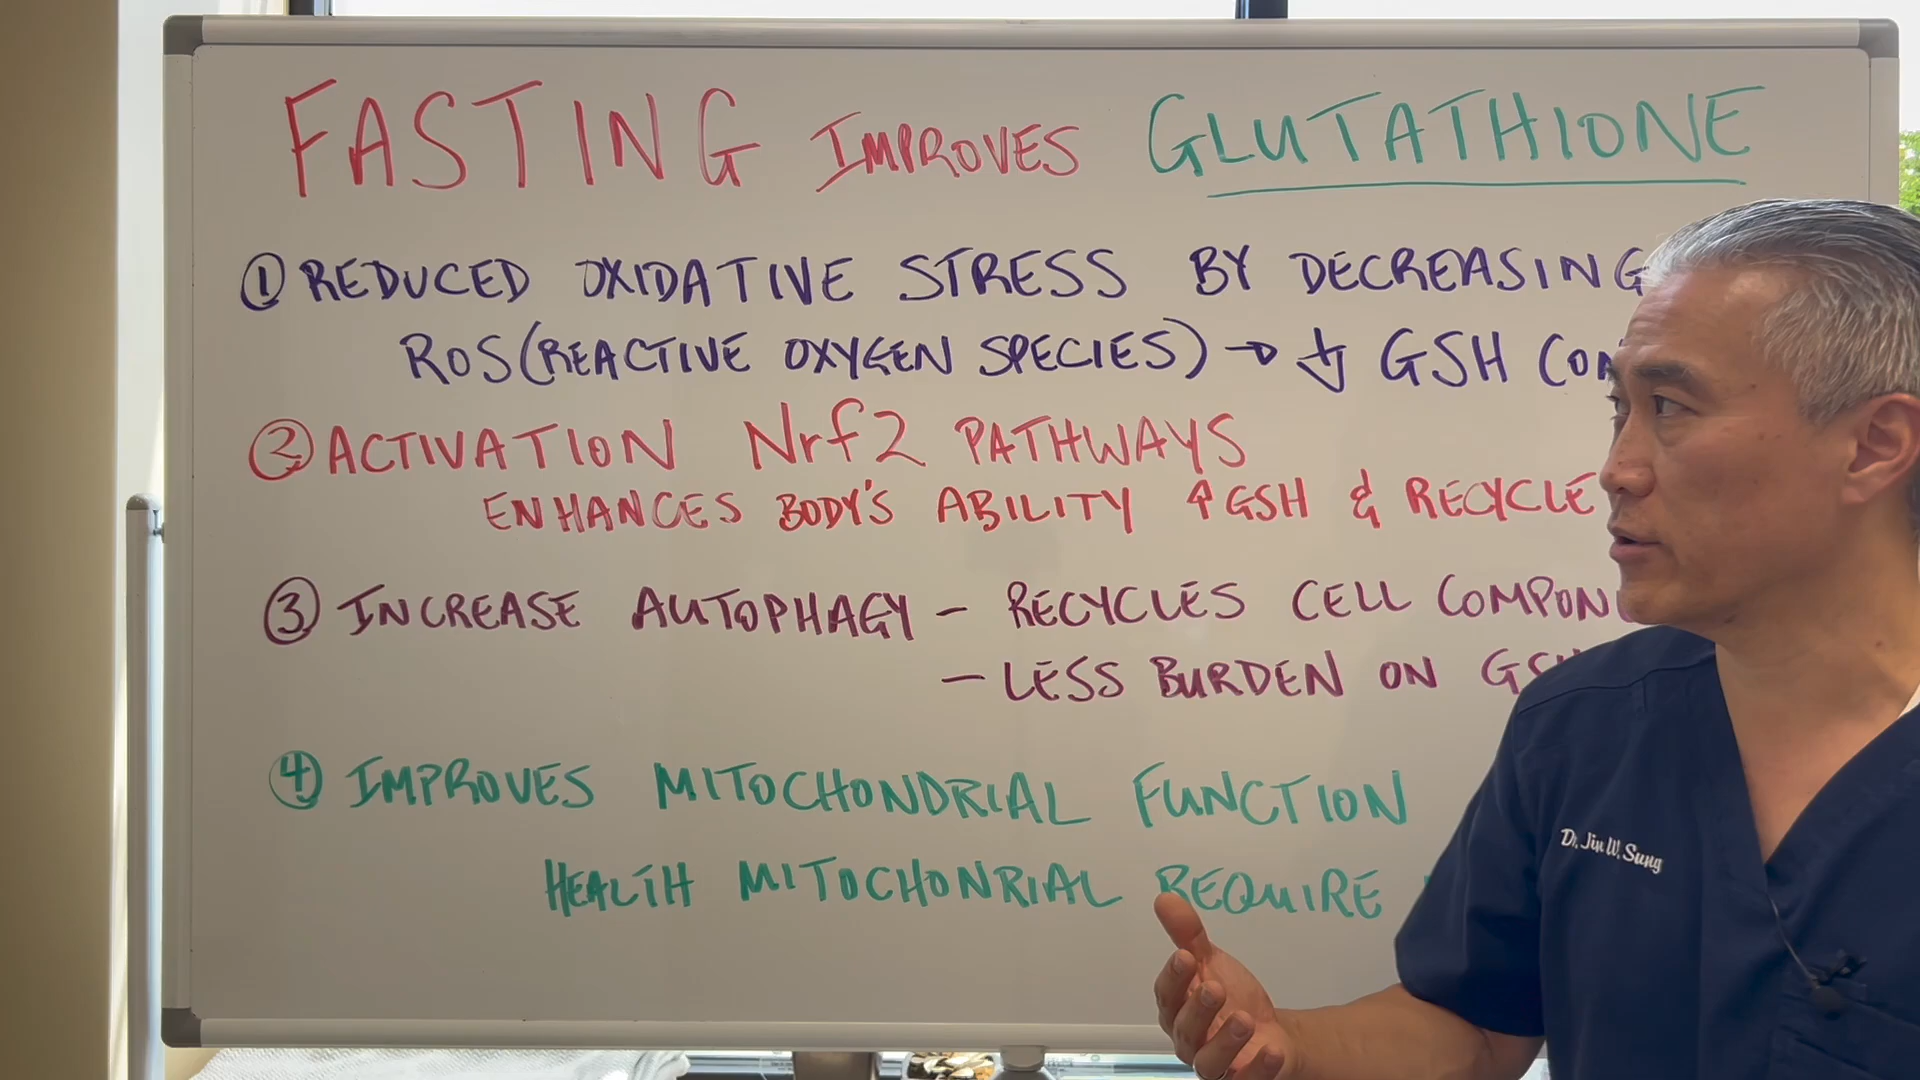 FASTING IMPROVES GLUTATHIONE
① REDUCED OXIDATIVE STRESS BY DECREASING
ROS (REACTIVE OXYGEN SPECIES) → ↓ GSH
② ACTIVATION Nrf2 PATHWAYS
ENHANCES BODY'S ABILITY ↑ GSH & RECYCLE
③ INCREASE AUTOPHAGY - RECYCLES CELL
- LESS BURDEN ON GSH
④ IMPROVES MITOCHONDRIAL FUNCTION
HEALTH MITOCHONRIAL REQUIRE
Dr. Jin W. Sung